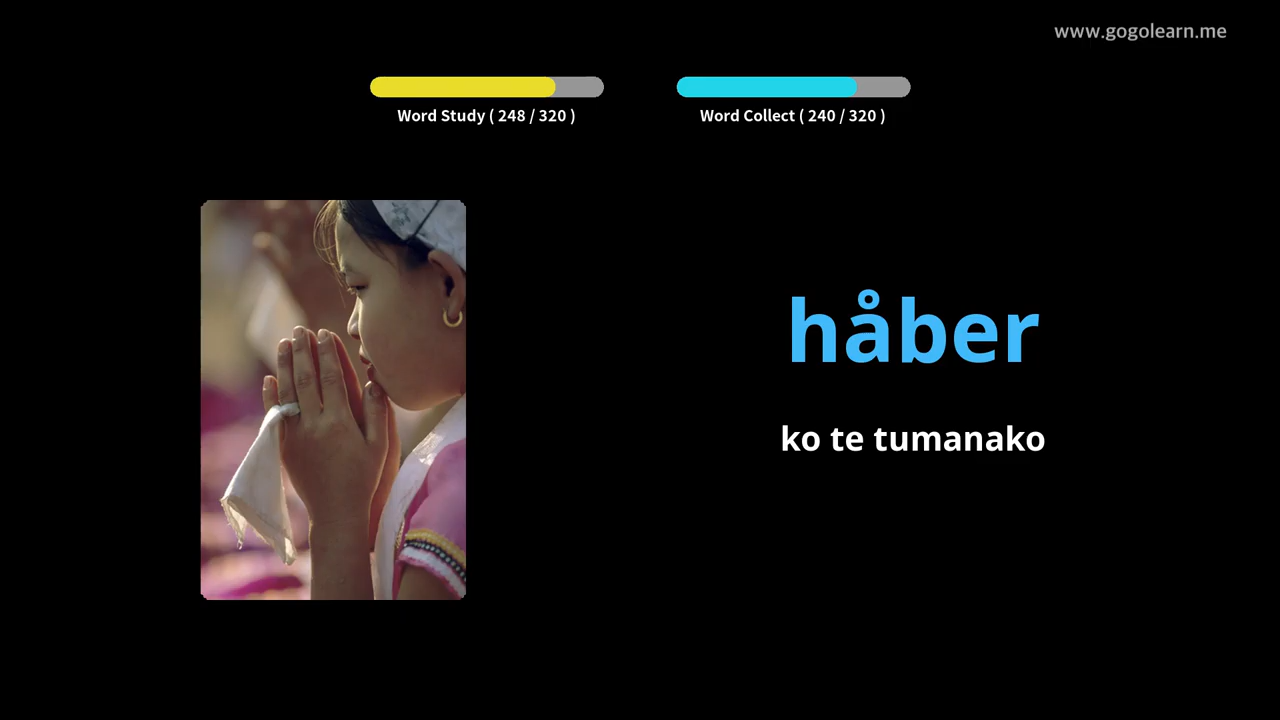 www.gogolearn.me
Word Study ( 248 / 320 )
Word Collect ( 240 / 320 )
håber
ko te tumanako